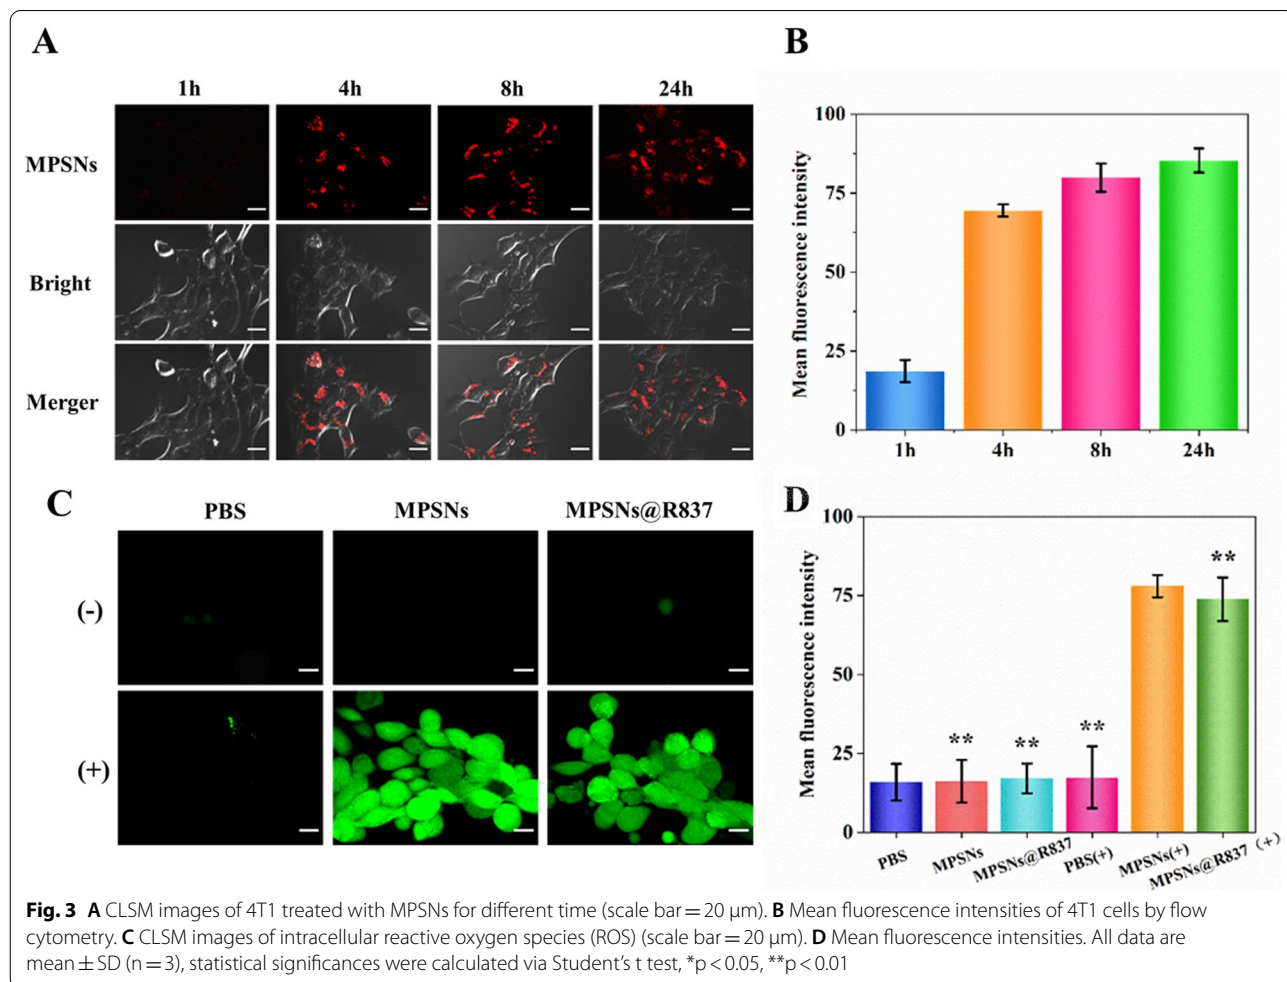 A
1h 4h 8h 24h
MPSNs
Bright
Merger
B
Mean fluorescence intensity
100
75
50
25
0
1h 4h 8h 24h
C
PBS MPSNs MPSNs@R837
(-)
(+)
D
Mean fluorescence intensity
100
75
50
25
0
** ** ** **
PBS MPSNs MPSNs@R837 PBS(+) MPSNs(+) MPSNs@R837 (+)
Fig. 3 A CLSM images of 4T1 treated with MPSNs for different time (scale bar = 20 μm). B Mean fluorescence intensities of 4T1 cells by flow
cytometry. C CLSM images of intracellular reactive oxygen species (ROS) (scale bar = 20 μm). D Mean fluorescence intensities. All data are
mean ± SD (n = 3), statistical significances were calculated via Student's t test, *p < 0.05, **p < 0.01